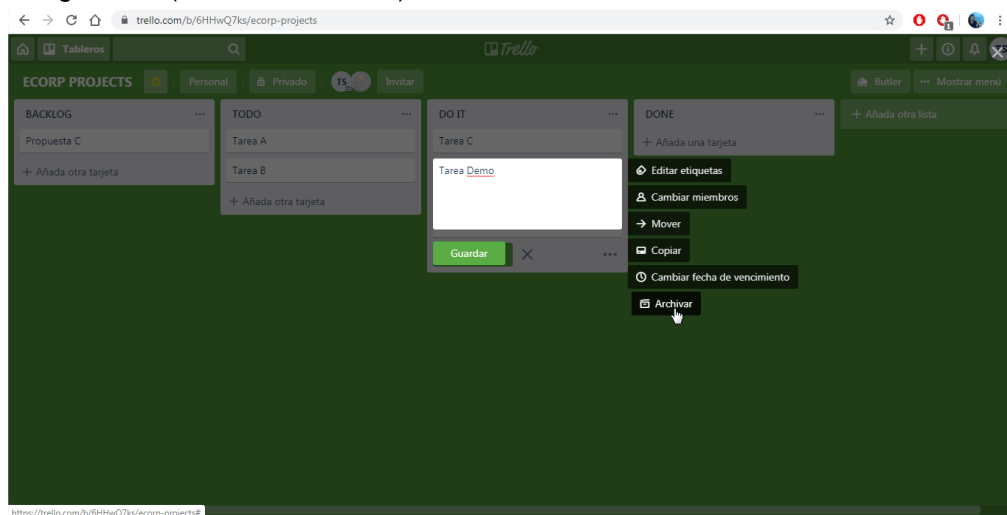 trello.com/b/6HHwQ7ks/ecorp-projects
Tableros
Trello
ECORP PROJECTS
Personal
Privado
TS
Invitar
Butler
Mostrar menú
BACKLOG
Propuesta C
+ Añada otra tarjeta
TODO
Tarea A
Tarea B
+ Añada otra tarjeta
DO IT
Tarea C
Tarea Demo
Guardar
DONE
+ Añada una tarjeta
+ Añada otra lista
Editar etiquetas
Cambiar miembros
Mover
Copiar
Cambiar fecha de vencimiento
Archivar
https://trello.com/b/6HHwQ7ks/ecorp-projects#